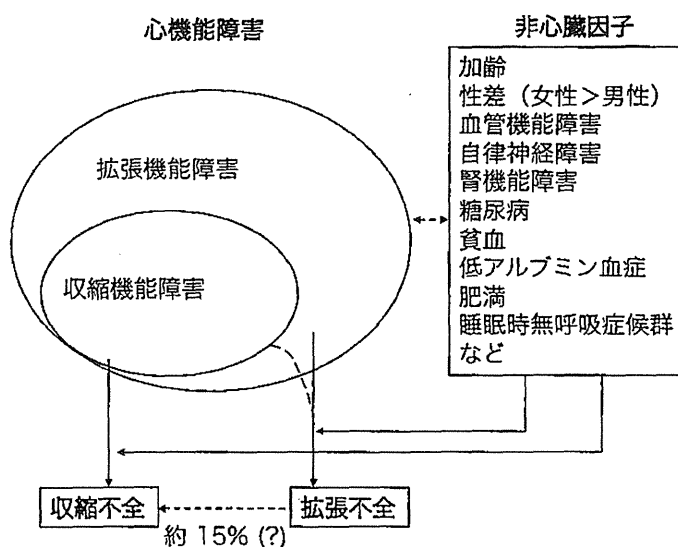 心機能障害
拡張機能障害
収縮機能障害
非心臓因子
加齢
性差（女性＞男性）
血管機能障害
自律神経障害
腎機能障害
糖尿病
貧血
低アルブミン血症
肥満
睡眠時無呼吸症候群
など
収縮不全
拡張不全
約 15% (?)